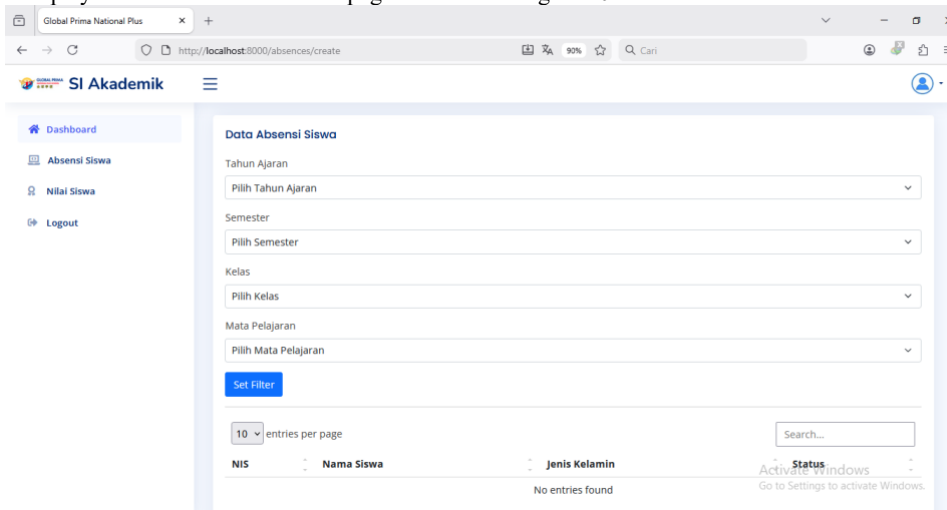 Global Prima National Plus
http://localhost:8000/absences/create
90%
Cari
SI Akademik
Dashboard
Absensi Siswa
Nilai Siswa
Logout
Data Absensi Siswa
Tahun Ajaran
Pilih Tahun Ajaran
Semester
Pilih Semester
Kelas
Pilih Kelas
Mata Pelajaran
Pilih Mata Pelajaran
Set Filter
10 entries per page
Search...
NIS Nama Siswa Jenis Kelamin Status
No entries found
Activate Windows
Go to Settings to activate Windows.